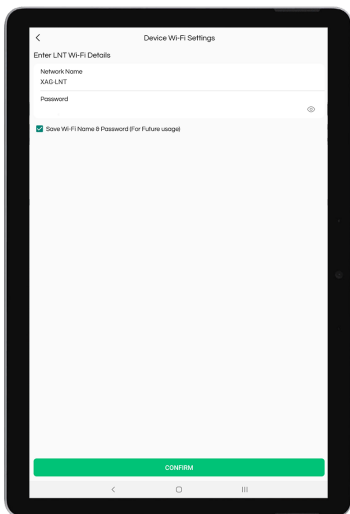 Device Wi-Fi Settings
Enter LNT Wi-Fi Details
Network Name
XAG-LNT
Password
Save Wi-Fi Name & Password (For Future usage)
CONFIRM